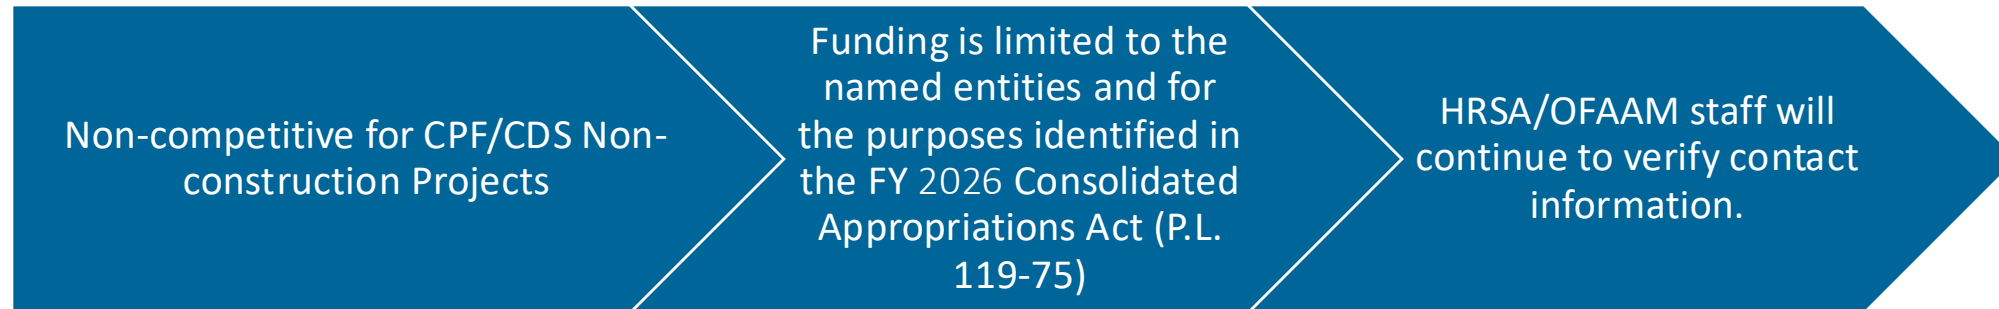 Non-competitive for CPF/CDS Non-
construction Projects
Funding is limited to the
named entities and for
the purposes identified in
the FY 2026 Consolidated
Appropriations Act (P.L.
119-75)
HRSA/OFAAM staff will
continue to verify contact
information.